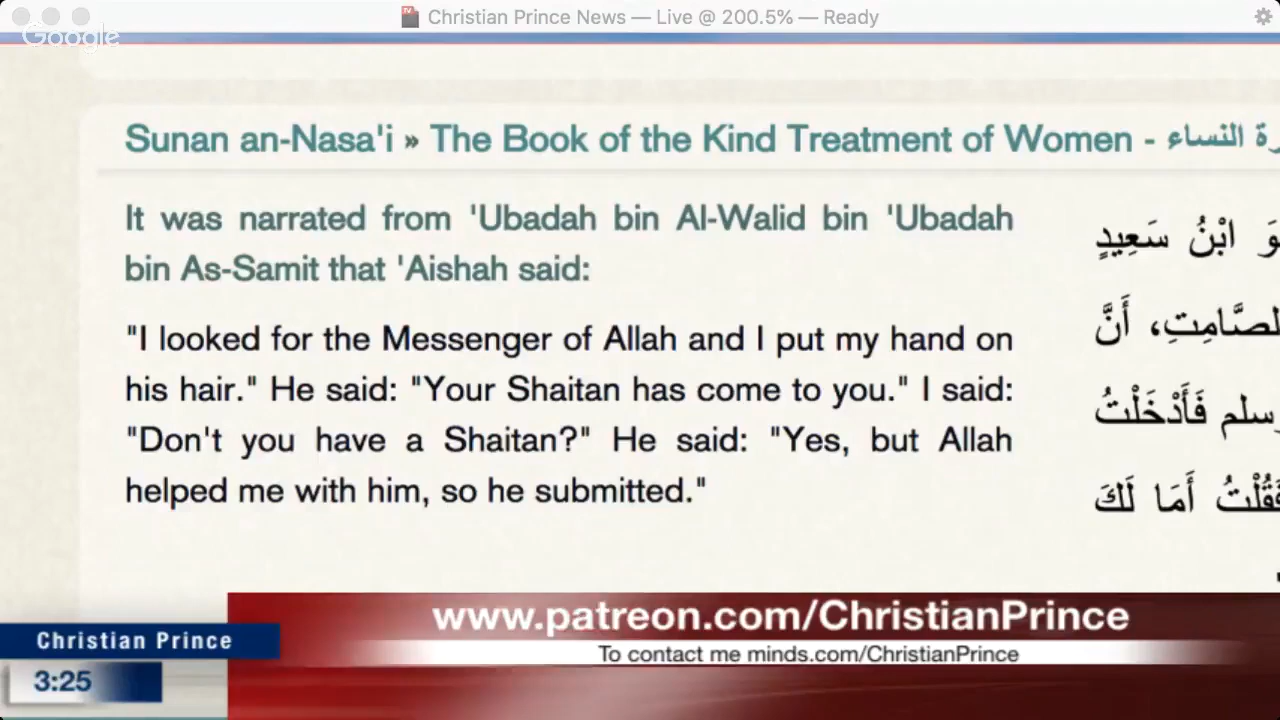 Christian Prince News — Live @ 200.5% — Ready
Google
Sunan an-Nasa'i » The Book of the Kind Treatment of Women - رة النساء
It was narrated from 'Ubadah bin Al-Walid bin 'Ubadah
bin As-Samit that 'Aishah said:
"I looked for the Messenger of Allah and I put my hand on
his hair." He said: "Your Shaitan has come to you." I said:
"Don't you have a Shaitan?" He said: "Yes, but Allah
helped me with him, so he submitted."
وَ ابْنُ سَعِيدٍ
لصَّامِتِ، أَنَّ
وسلم فَأَدْخَلْتُ
فَقُلْتُ أَمَا لَكَ
www.patreon.com/ChristianPrince
To contact me minds.com/ChristianPrince
Christian Prince
3:25